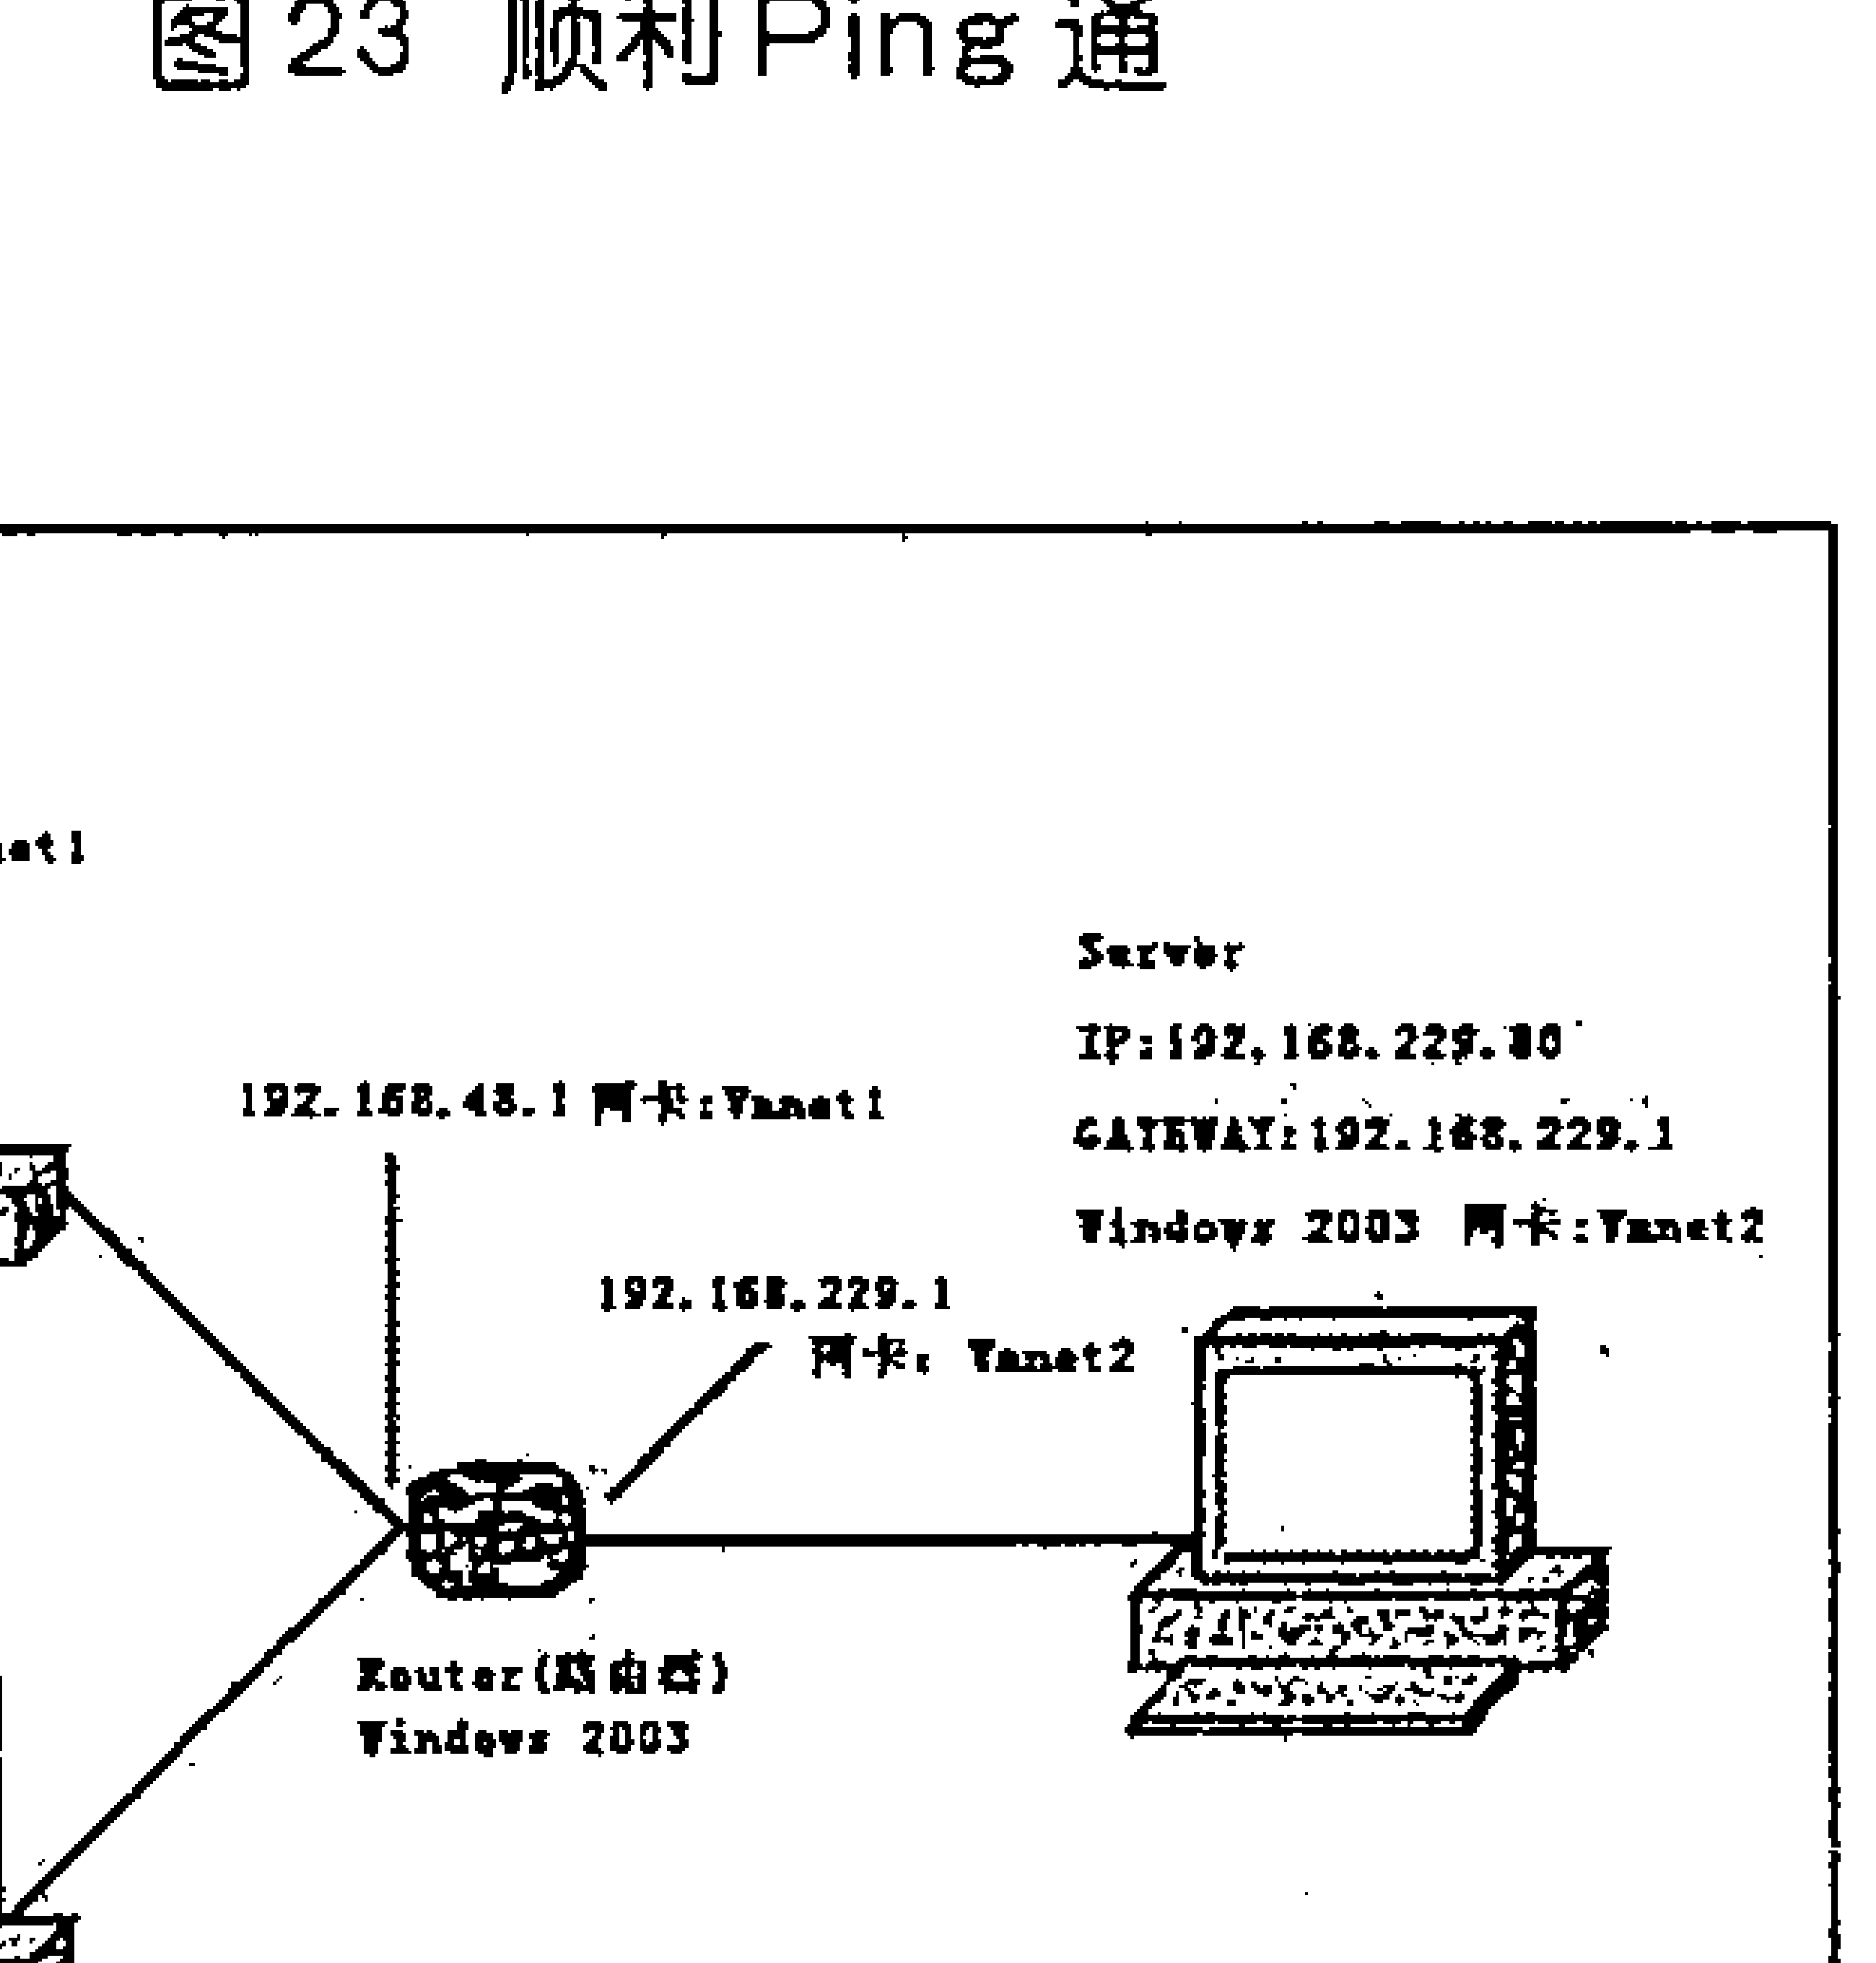 图23 顺利Ping通
Server
IP:192.168.229.80
192.168.48.1 网卡:Vmnet1
GATEWAY:192.168.229.1
Windows 2003 网卡:Vmnet2
192.168.229.1
网卡: Vmnet2
Router(路由器)
Windows 2003